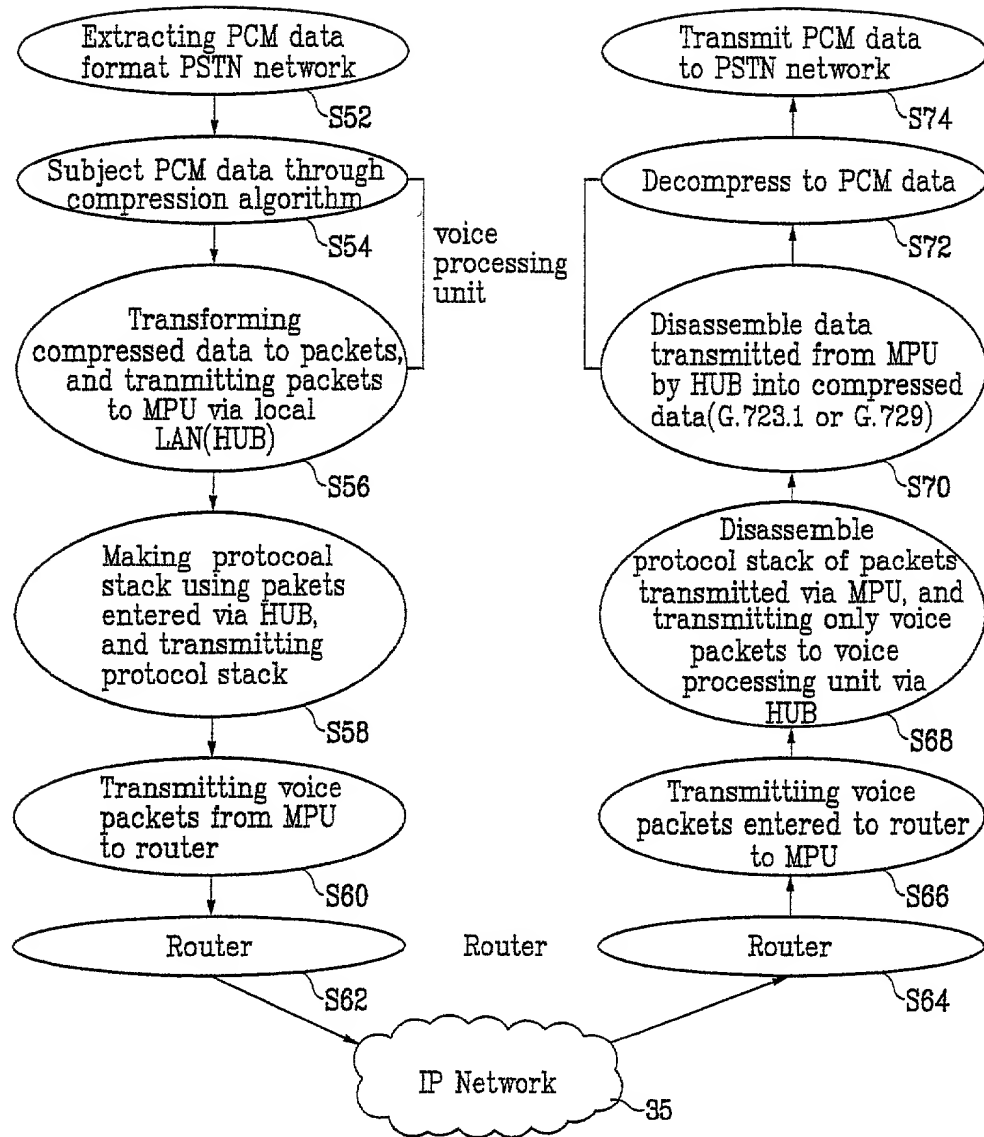 Extracting PCM data
format PSTN network
S52
Subject PCM data through
compression algorithm
S54
voice
processing
unit
Transforming
compressed data to packets,
and tranmitting packets
to MPU via local
LAN(HUB)
S56
Making protocoal
stack using pakets
entered via HUB,
and transmitting
protocol stack
S58
Transmitting voice
packets from MPU
to router
S60
Router
S62
Router
IP Network
35
Router
S64
Transmittiing voice
packets entered to router
to MPU
S66
Disassemble
protocol stack of packets
transmitted via MPU, and
transmitting only voice
packets to voice
processing unit via
HUB
S68
Disassemble data
transmitted from MPU
by HUB into compressed
data(G.723.1 or G.729)
S70
Decompress to PCM data
S72
Transmit PCM data
to PSTN network
S74